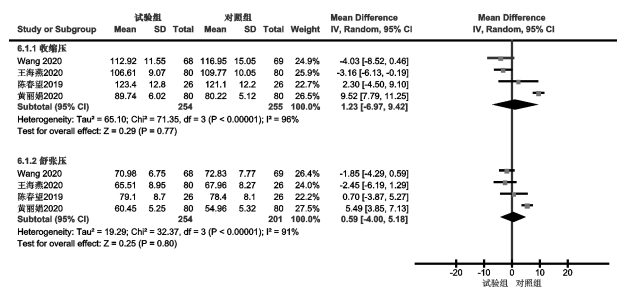 试验组 对照组 Mean Difference Mean Difference
Study or Subgroup Mean SD Total Mean SD Total Weight IV, Random, 95% CI IV, Random, 95% CI
6.1.1 收缩压
Wang 2020 112.92 11.55 68 116.95 15.05 69 24.9% -4.03 [-8.52, 0.46]
王海燕2020 106.61 9.07 80 109.77 10.05 80 26.4% -3.16 [-6.13, -0.19]
陈春望2019 123.4 12.8 26 121.1 12.2 26 22.2% 2.30 [-4.50, 9.10]
黄丽娟2020 89.74 6.02 80 80.22 5.12 80 26.5% 9.52 [7.79, 11.25]
Subtotal (95% CI) 254 255 100.0% 1.23 [-6.97, 9.42]
Heterogeneity: Tau² = 65.10; Chi² = 71.35, df = 3 (P < 0.00001); I² = 96%
Test for overall effect: Z = 0.29 (P = 0.77)
6.1.2 舒张压
Wang 2020 70.98 6.75 68 72.83 7.77 69 26.4% -1.85 [-4.29, 0.59]
王海燕2020 65.51 8.95 80 67.96 8.27 26 23.9% -2.45 [-6.19, 1.29]
陈春望2019 79.1 8.7 26 78.4 8.1 26 22.2% 0.70 [-3.87, 5.27]
黄丽娟2020 60.45 5.25 80 54.96 5.32 80 27.5% 5.49 [3.85, 7.13]
Subtotal (95% CI) 254 201 100.0% 0.59 [-4.00, 5.18]
Heterogeneity: Tau² = 19.29; Chi² = 32.37, df = 3 (P < 0.00001); I² = 91%
Test for overall effect: Z = 0.25 (P = 0.80)
-20 -10 0 10 20
试验组 对照组